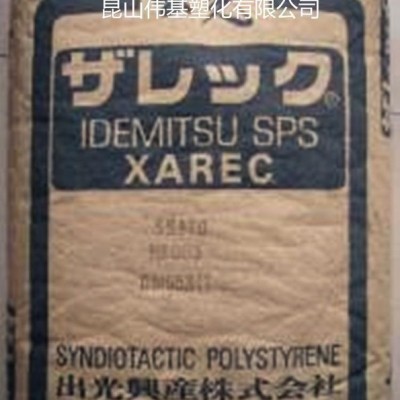 昆山伟基塑化有限公司
ザレック®
IDEMITSU SPS
XAREC
SYNDIOTACTIC POLYSTYRENE
出光興産株式会社